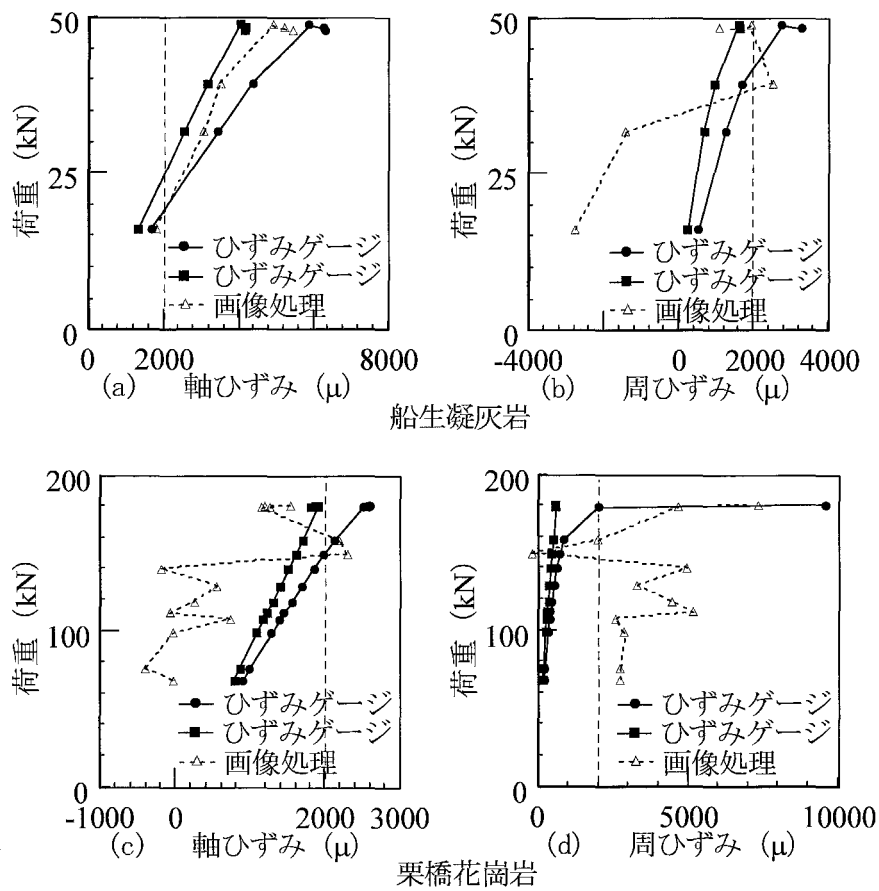 50
25
0
荷重 (kN)
ひずみゲージ
ひずみゲージ
画像処理
0 2000 8000
(a) 軸ひずみ (μ)
50
25
0
荷重 (kN)
ひずみゲージ
ひずみゲージ
画像処理
-4000 0 2000 4000
(b) 周ひずみ (μ)
船生凝灰岩
200
100
0
荷重 (kN)
ひずみゲージ
ひずみゲージ
画像処理
-1000 0 2000 3000
(c) 軸ひずみ (μ)
200
100
0
荷重 (kN)
ひずみゲージ
ひずみゲージ
画像処理
0 5000 10000
(d) 周ひずみ (μ)
栗橋花崗岩